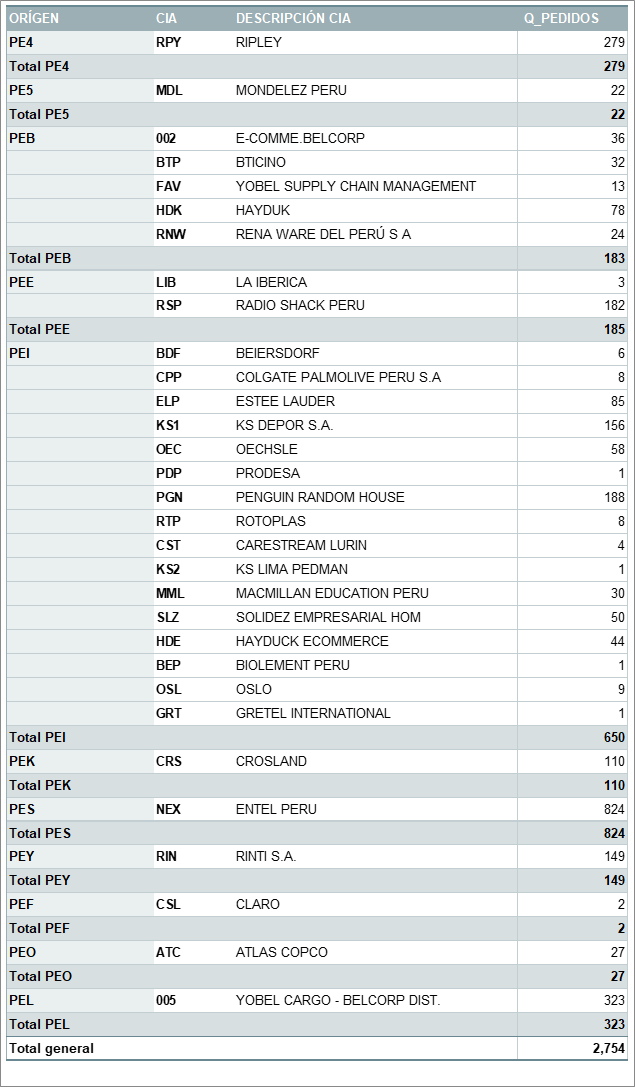 ORÍGEN CIA DESCRIPCIÓN CIA Q_PEDIDOS
PE4 RPY RIPLEY 279
Total PE4 279
PE5 MDL MONDELEZ PERU 22
Total PE5 22
PEB 002 E-COMME.BELCORP 36
BTP BTICINO 32
FAV YOBEL SUPPLY CHAIN MANAGEMENT 13
HDK HAYDUK 78
RNW RENA WARE DEL PERÚ S A 24
Total PEB 183
PEE LIB LA IBERICA 3
RSP RADIO SHACK PERU 182
Total PEE 185
PEI BDF BEIERSDORF 6
CPP COLGATE PALMOLIVE PERU S.A 8
ELP ESTEE LAUDER 85
KS1 KS DEPOR S.A. 156
OEC OECHSLE 58
PDP PRODESA 1
PGN PENGUIN RANDOM HOUSE 188
RTP ROTOPLAS 8
CST CARESTREAM LURIN 4
KS2 KS LIMA PEDMAN 1
MML MACMILLAN EDUCATION PERU 30
SLZ SOLIDEZ EMPRESARIAL HOM 50
HDE HAYDUCK ECOMMERCE 44
BEP BIOLEMENT PERU 1
OSL OSLO 9
GRT GRETEL INTERNATIONAL 1
Total PEI 650
PEK CRS CROSLAND 110
Total PEK 110
PES NEX ENTEL PERU 824
Total PES 824
PEY RIN RINTI S.A. 149
Total PEY 149
PEF CSL CLARO 2
Total PEF 2
PEO ATC ATLAS COPCO 27
Total PEO 27
PEL 005 YOBEL CARGO - BELCORP DIST. 323
Total PEL 323
Total general 2,754